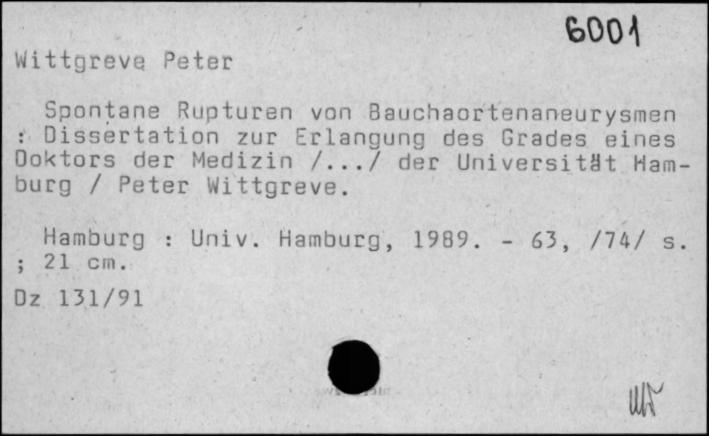 6001
Wittgreve Peter
Spontane Rupturen von Bauchaortenaneurysmen
: Dissertation zur Erlangung des Grades eines
Doktors der Medizin /.../ der Universität Ham-
burg / Peter Wittgreve.
Hamburg : Univ. Hamburg, 1989. - 63, /74/ s.
; 21 cm.
Dz 131/91